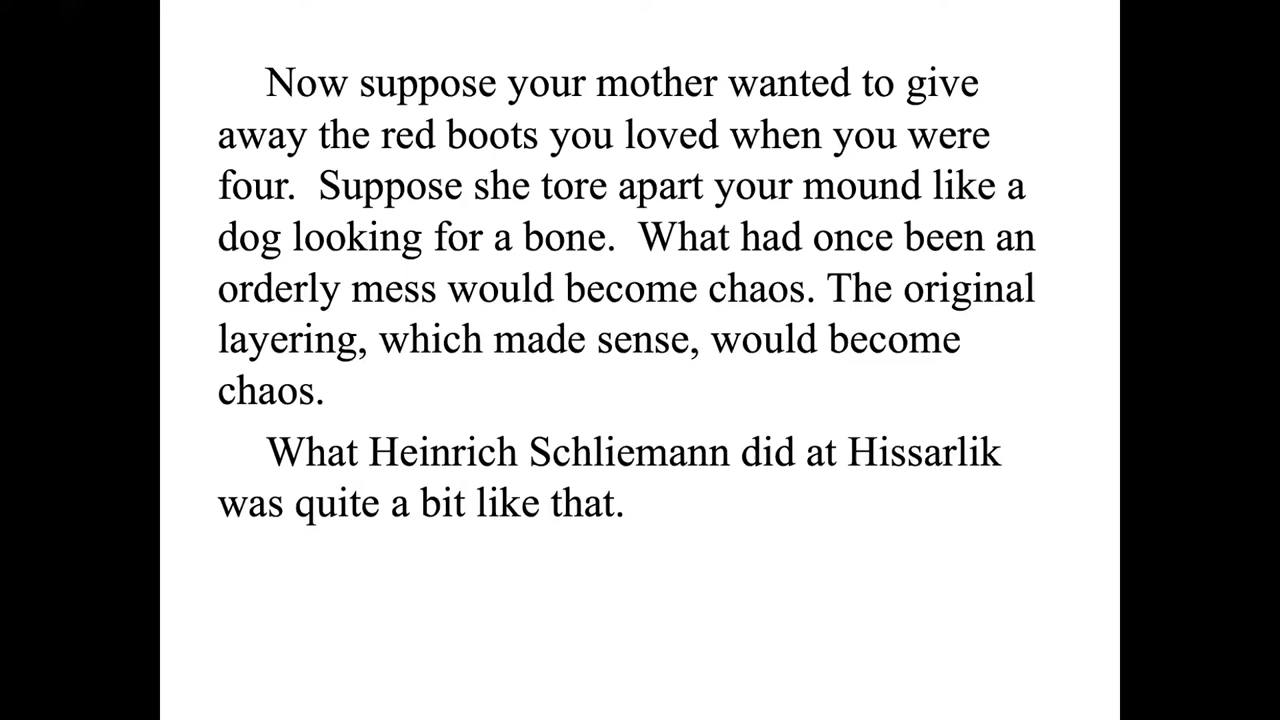 Now suppose your mother wanted to give
away the red boots you loved when you were
four.  Suppose she tore apart your mound like a
dog looking for a bone.  What had once been an
orderly mess would become chaos. The original
layering, which made sense, would become
chaos.
What Heinrich Schliemann did at Hissarlik
was quite a bit like that.